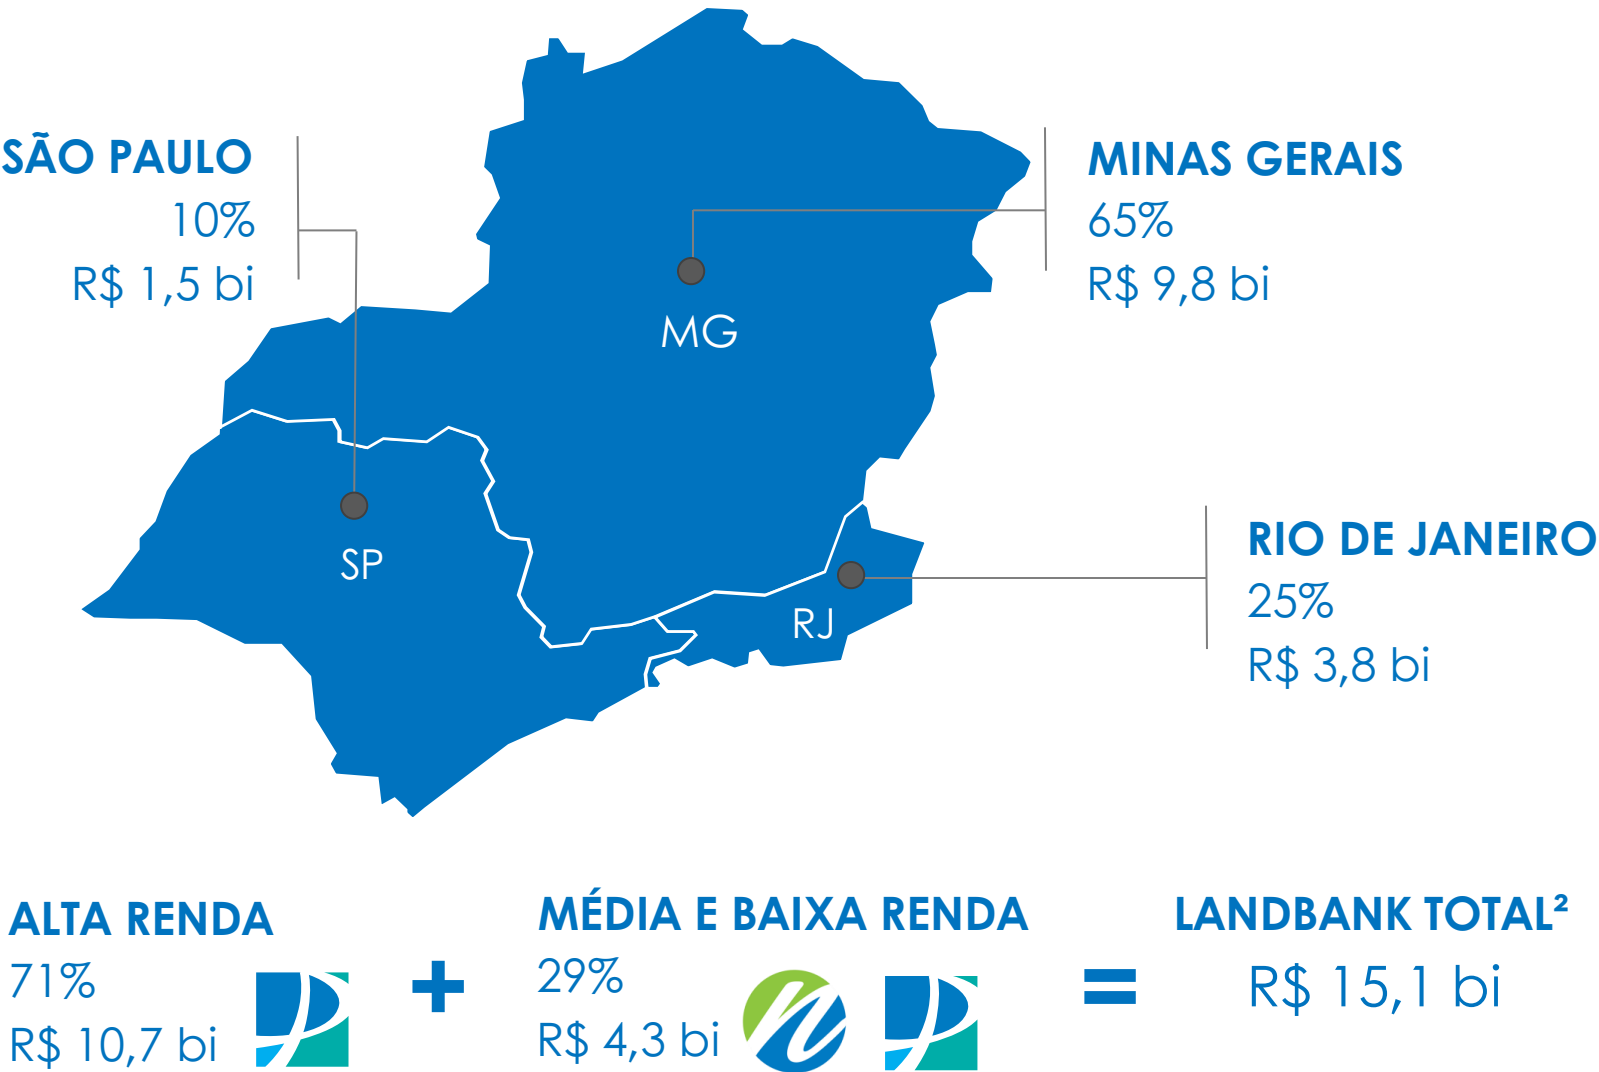 SÃO PAULO
10%
R$ 1,5 bi
MINAS GERAIS
65%
R$ 9,8 bi
MG
SP
RJ
RIO DE JANEIRO
25%
R$ 3,8 bi
ALTA RENDA
71%
R$ 10,7 bi
+
MÉDIA E BAIXA RENDA
29%
R$ 4,3 bi
=
LANDBANK TOTAL²
R$ 15,1 bi